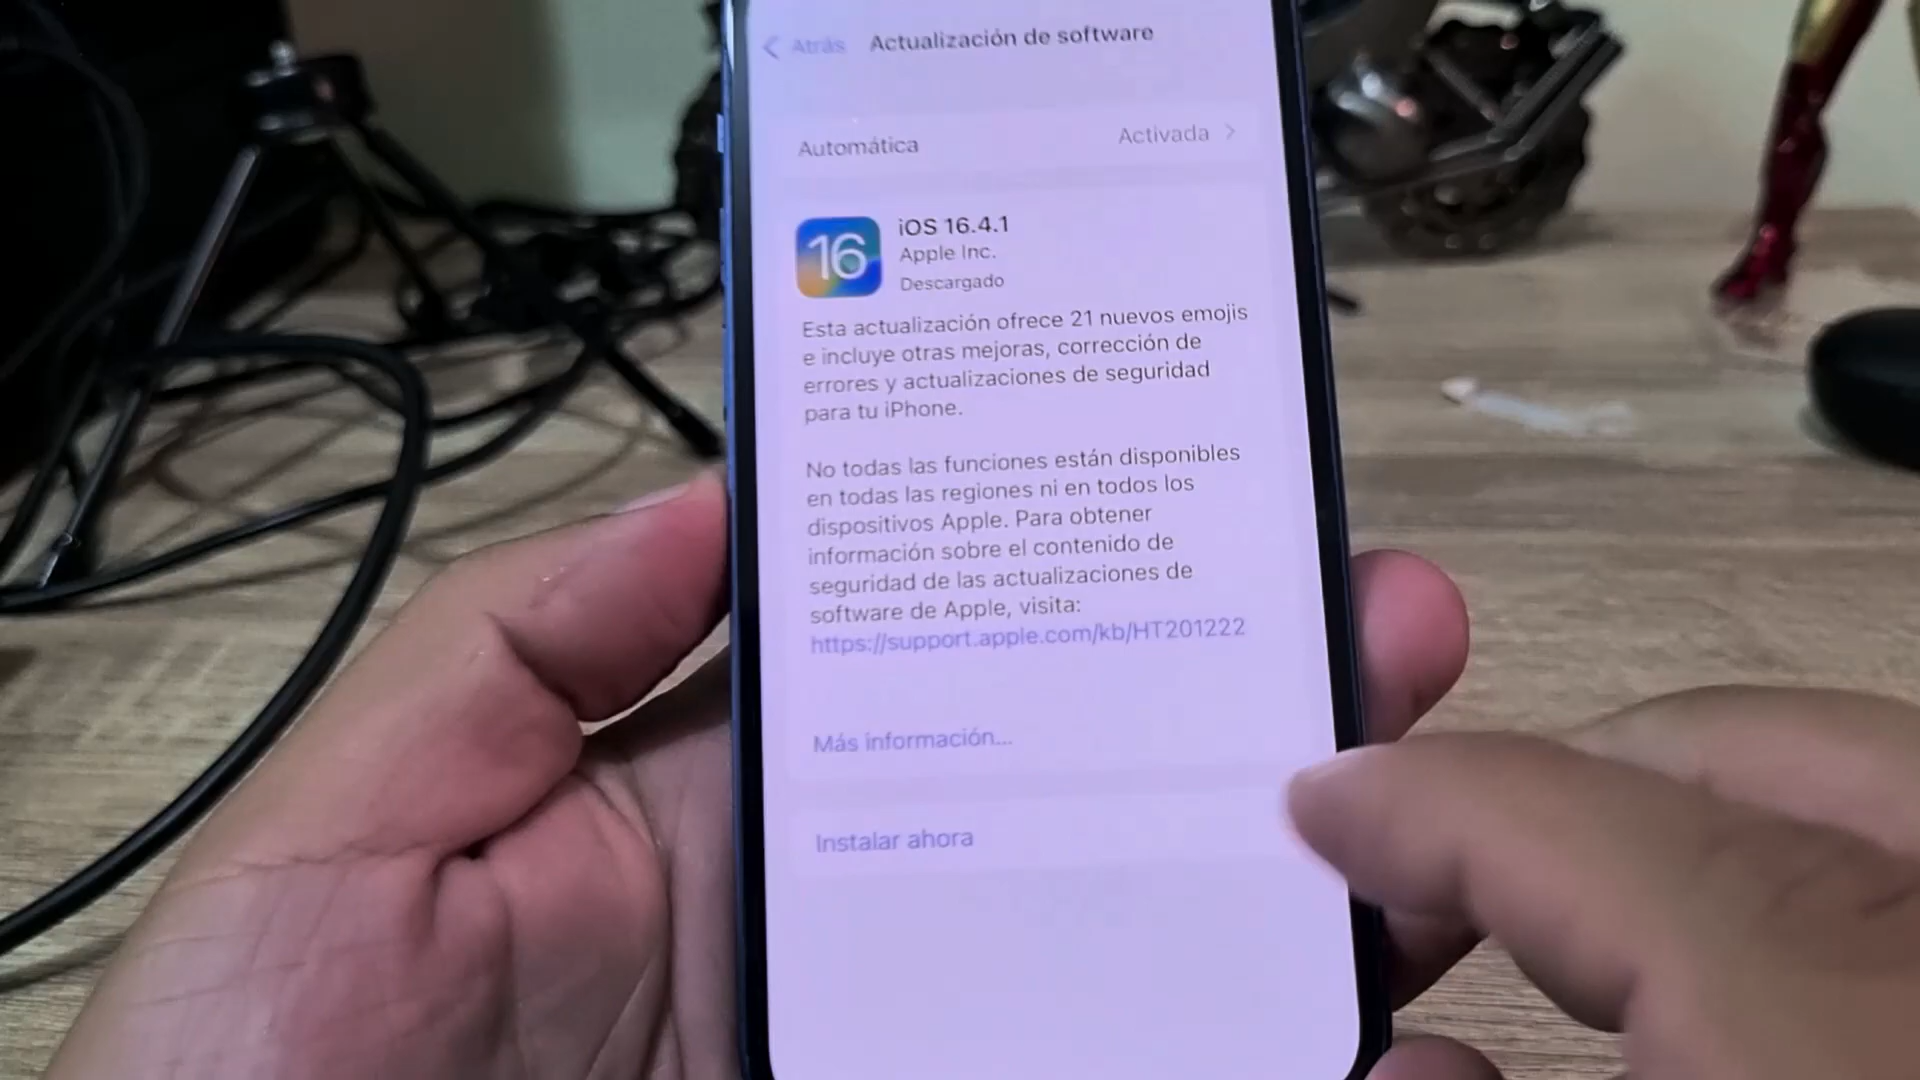 Atrás Actualización de software
Automática Activada
16
iOS 16.4.1
Apple Inc.
Descargado
Esta actualización ofrece 21 nuevos emojis
e incluye otras mejoras, corrección de
errores y actualizaciones de seguridad
para tu iPhone.
No todas las funciones están disponibles
en todas las regiones ni en todos los
dispositivos Apple. Para obtener
información sobre el contenido de
seguridad de las actualizaciones de
software de Apple, visita:
https://support.apple.com/kb/HT201222
Más información...
Instalar ahora